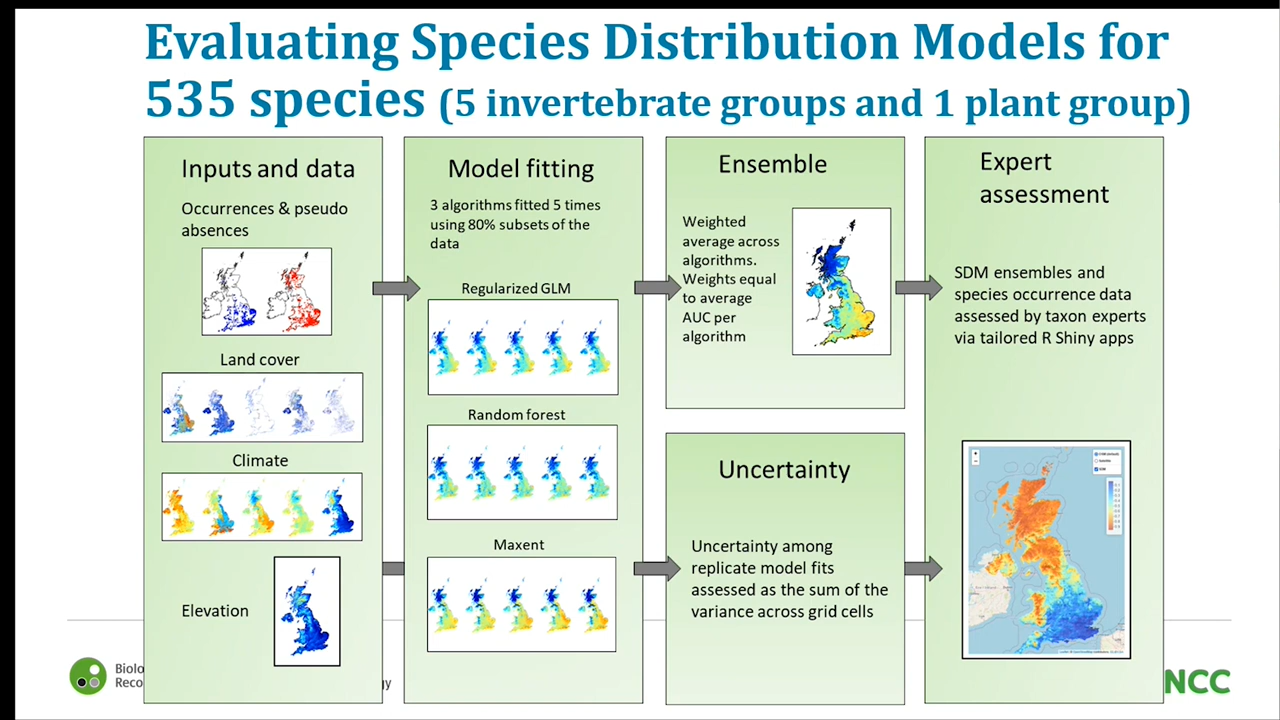 Evaluating Species Distribution Models for
535 species (5 invertebrate groups and 1 plant group)
Inputs and data
Occurrences & pseudo
absences
Land cover
Climate
Elevation
Model fitting
3 algorithms fitted 5 times
using 80% subsets of the
data
Regularized GLM
Random forest
Maxent
Ensemble
Weighted
average across
algorithms.
Weights equal
to average
AUC per
algorithm
Uncertainty
Uncertainty among
replicate model fits
assessed as the sum of the
variance across grid cells
Expert
assessment
SDM ensembles and
species occurrence data
assessed by taxon experts
via tailored R Shiny apps
Biolo
Reco
gy
NCC